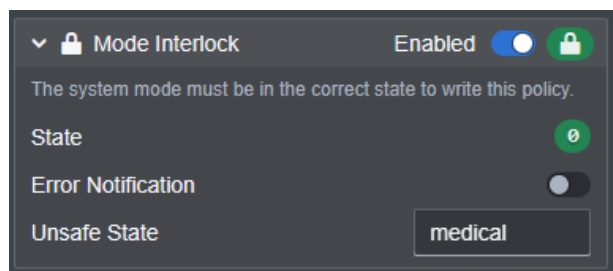 Mode Interlock Enabled
The system mode must be in the correct state to write this policy.
State 0
Error Notification
Unsafe State medical